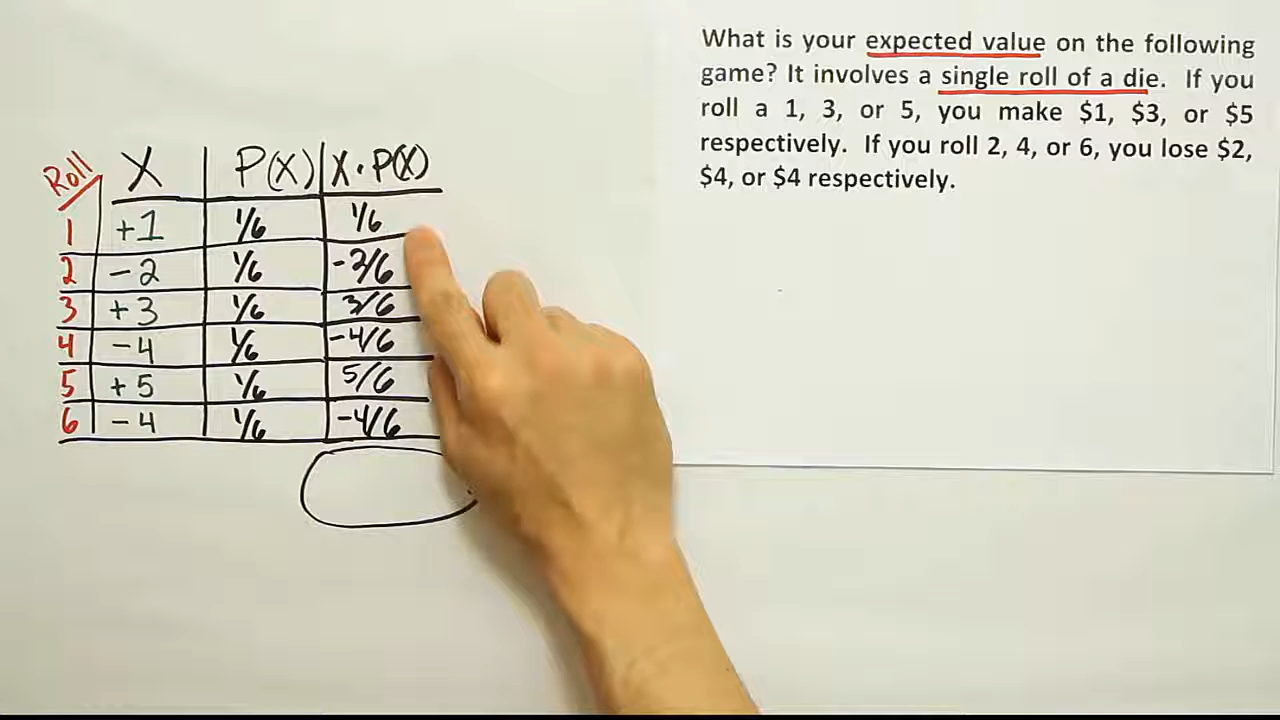 What is your expected value on the following
game? It involves a single roll of a die. If you
roll a 1, 3, or 5, you make $1, $3, or $5
respectively. If you roll 2, 4, or 6, you lose $2,
$4, or $4 respectively.
Roll X P(X) X·P(X)
1 +1 1/6 1/6
2 -2 1/6 -2/6
3 +3 1/6 3/6
4 -4 1/6 -4/6
5 +5 1/6 5/6
6 -4 1/6 -4/6